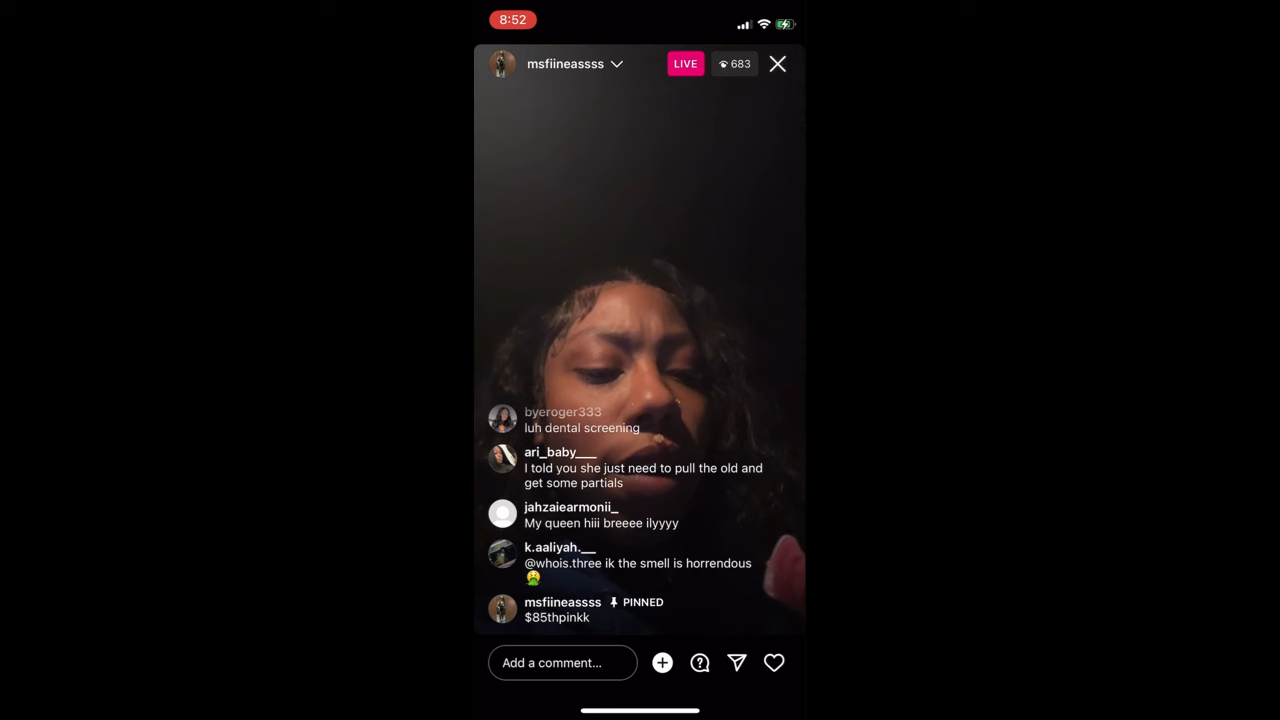 8:52
msfiineassss
LIVE
683
byeroger333
luh dental screening
ari_baby___
I told you she just need to pull the old and
get some partials
jahzaiearmonii_
My queen hiii breeee ilyyyy
k.aaliyah.__
@whois.three ik the smell is horrendous
🤮
msfiineassss PINNED
$85thpinkk
Add a comment...